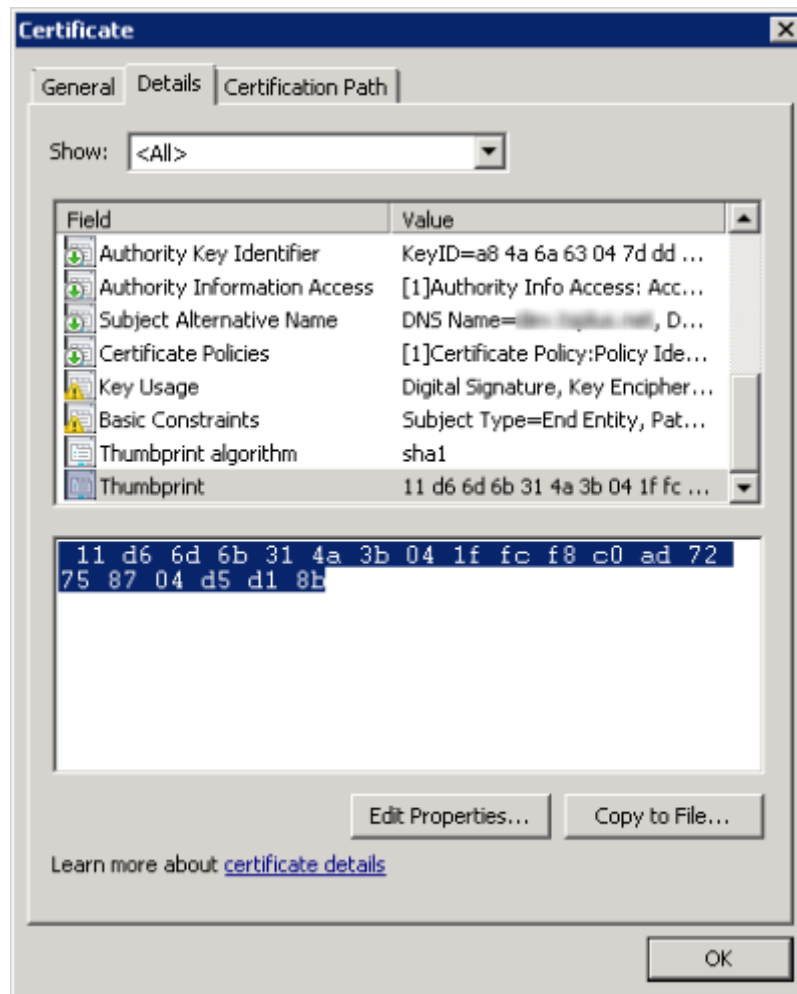 Certificate
General Details Certification Path
Show: <All>
Field Value
Authority Key Identifier KeyID=a8 4a 6a 63 04 7d dd ...
Authority Information Access [1]Authority Info Access: Acc...
Subject Alternative Name DNS Name= , D...
Certificate Policies [1]Certificate Policy:Policy Ide...
Key Usage Digital Signature, Key Encipher...
Basic Constraints Subject Type=End Entity, Pat...
Thumbprint algorithm sha1
Thumbprint 11 d6 6d 6b 31 4a 3b 04 1f fc ...
11 d6 6d 6b 31 4a 3b 04 1f fc f8 c0 ad 72
75 87 04 d5 d1 8b
Edit Properties... Copy to File...
Learn more about certificate details
OK